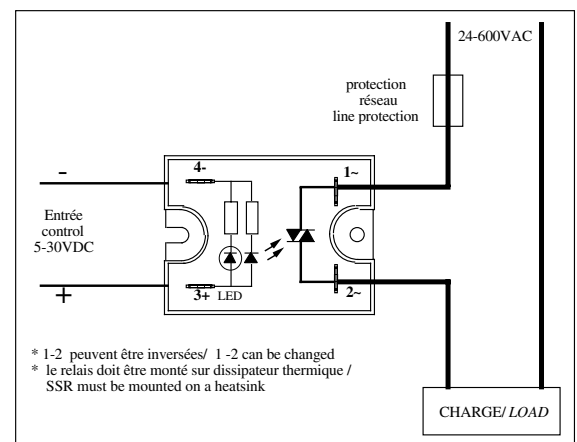 24-600VAC
protection
réseau
line protection
–
4-
1~
Entrée
control
5-30VDC
+
3+
LED
2~
* 1-2 peuvent être inversées/ 1 -2 can be changed
* le relais doit être monté sur dissipateur thermique /
SSR must be mounted on a heatsink
CHARGE/ LOAD